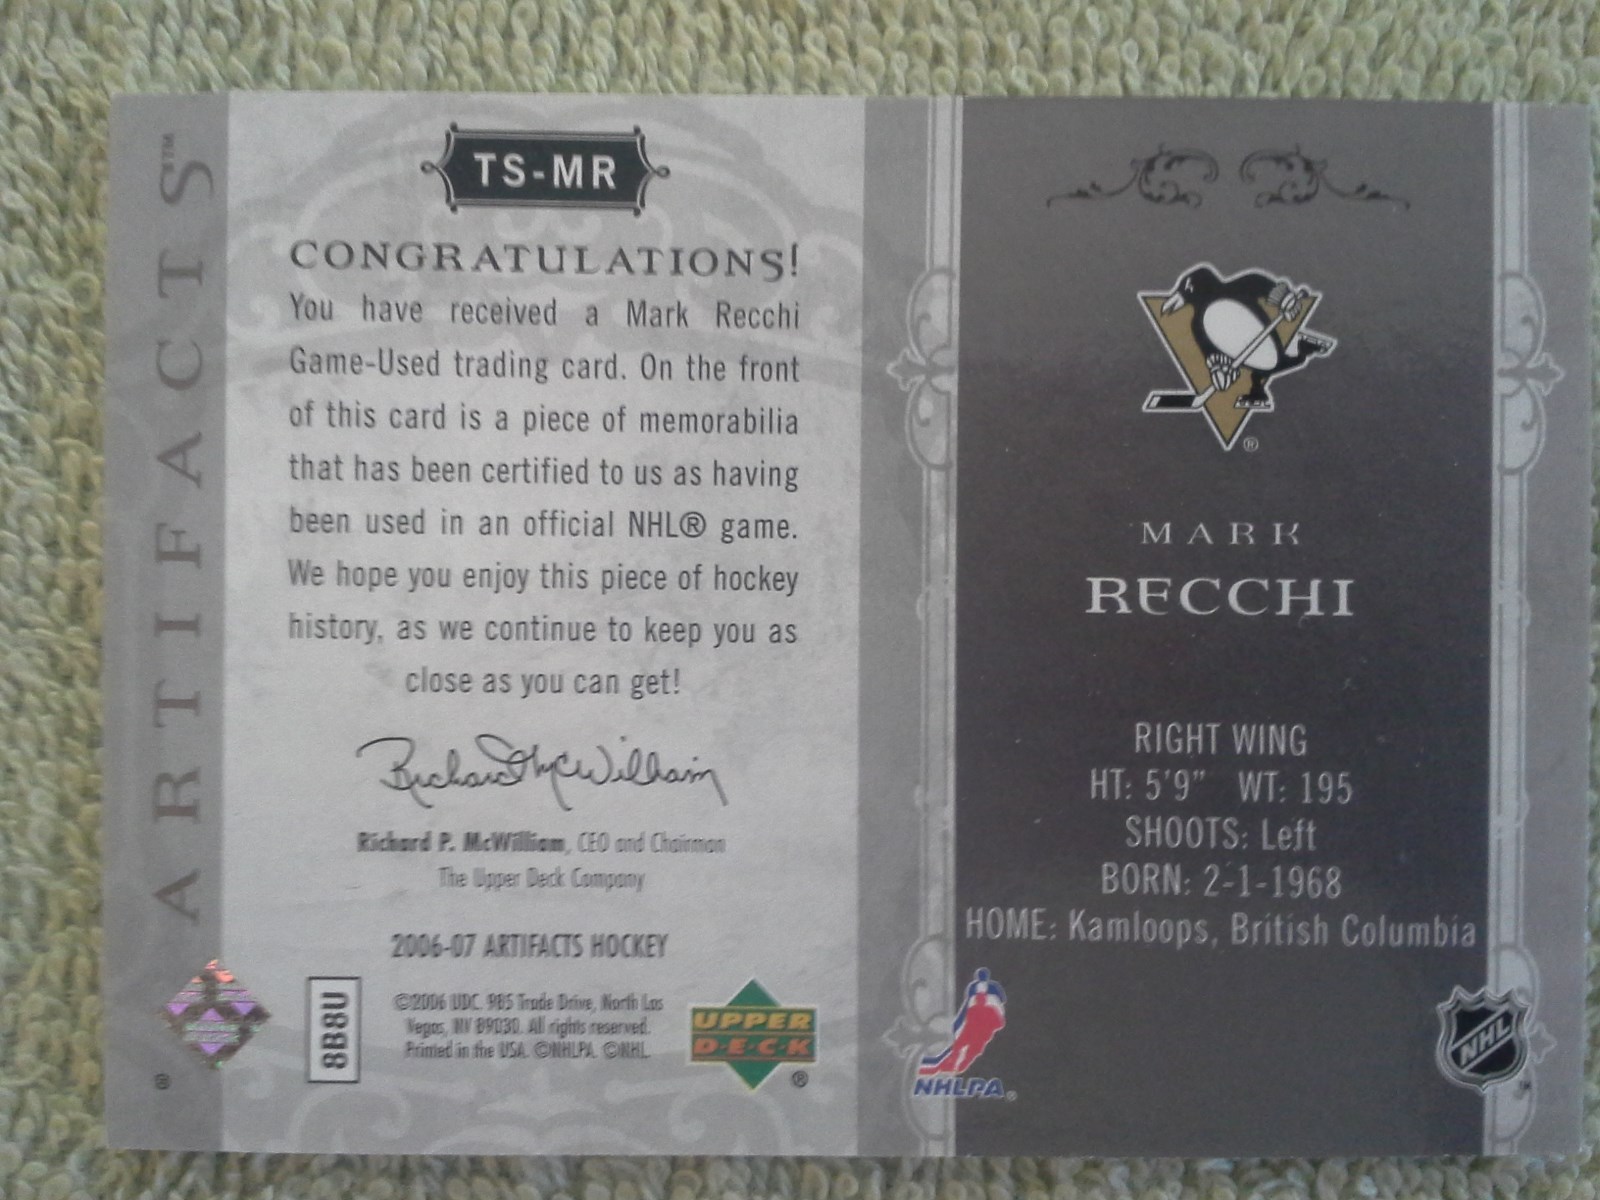 ARTIFACTS™
TS-MR
CONGRATULATIONS!
You have received a Mark Recchi
Game-Used trading card. On the front
of this card is a piece of memorabilia
that has been certified to us as having
been used in an official NHL® game.
We hope you enjoy this piece of hockey
history, as we continue to keep you as
close as you can get!
Richard McWilliam
Richard P. McWilliam, CEO and Chairman
The Upper Deck Company
2006-07 ARTIFACTS HOCKEY
8B8U
©2006 UDC. 985 Trade Drive, North Las
Vegas, NV 89030. All rights reserved.
Printed in the USA. ©NHLPA. ©NHL.
UPPER
DECK
®
®
®
MARK
RECCHI
RIGHT WING
HT: 5'9" WT: 195
SHOOTS: Left
BORN: 2-1-1968
HOME: Kamloops, British Columbia
NHLPA®
NHL